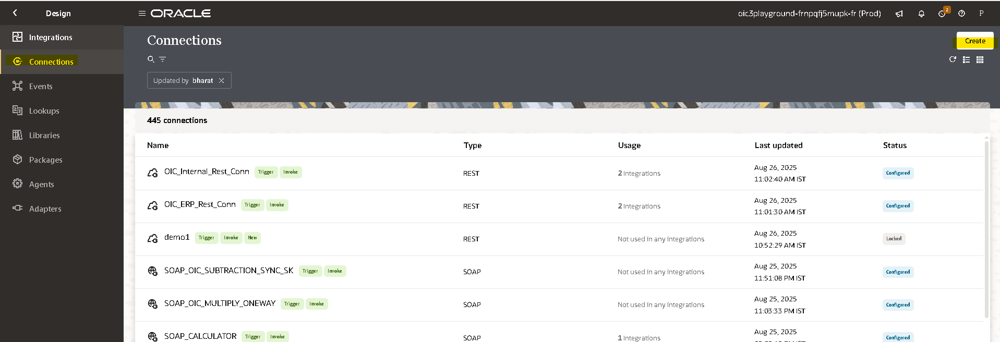 Design
ORACLE
oic3playground-frnpqfj5mupk-fr (Prod)
2
P
Integrations
Connections
Events
Lookups
Libraries
Packages
Agents
Adapters
Connections
Create
Updated by bharat
445 connections
Name Type Usage Last updated Status
OIC_Internal_Rest_Conn Trigger Invoke REST 2 Integrations Aug 26, 2025 Configured
11:02:40 AM IST
OIC_ERP_Rest_Conn Trigger Invoke REST 2 Integrations Aug 26, 2025 Configured
11:01:30 AM IST
demo1 Trigger Invoke New REST Not used in any integrations Aug 26, 2025 Locked
10:52:29 AM IST
SOAP_OIC_SUBTRACTION_SYNC_SK Trigger Invoke SOAP Not used in any integrations Aug 25, 2025 Configured
11:51:08 PM IST
SOAP_OIC_MULTIPLY_ONEWAY Trigger Invoke SOAP Not used in any integrations Aug 25, 2025 Configured
11:03:33 PM IST
SOAP_CALCULATOR Trigger Invoke SOAP 1 Integrations Aug 25, 2025 Configured